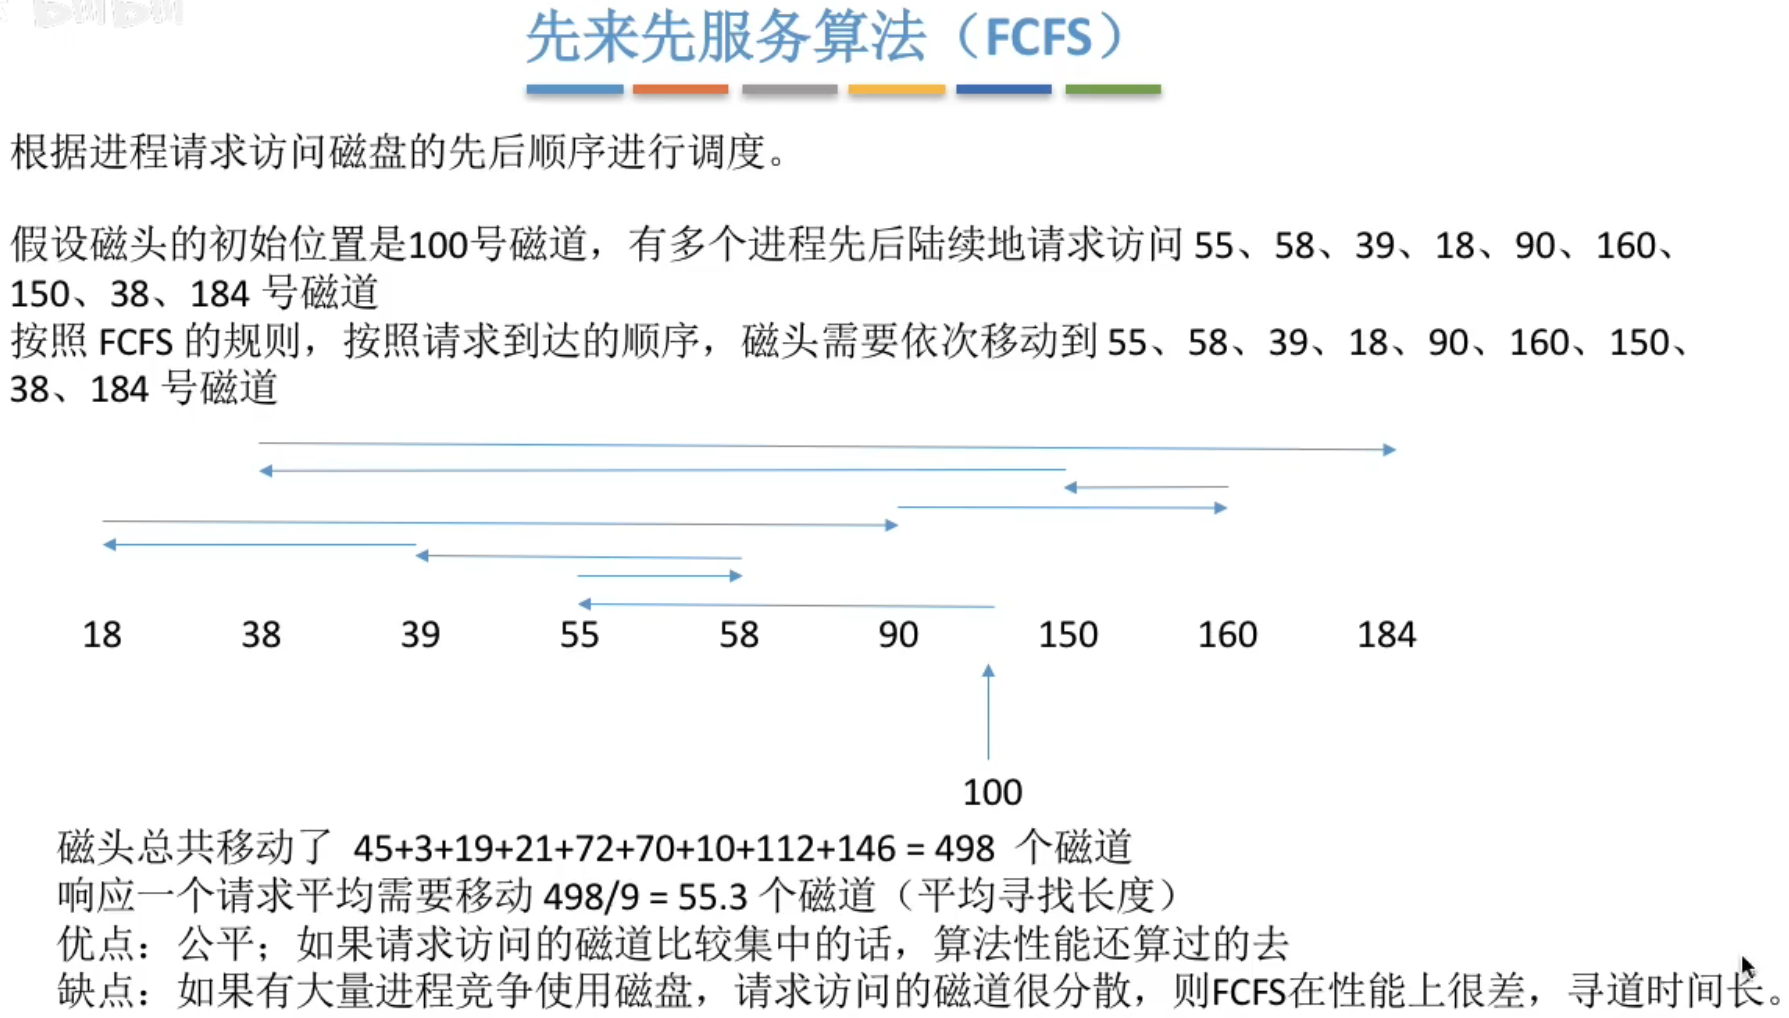 bilibili
先来先服务算法（FCFS）
根据进程请求访问磁盘的先后顺序进行调度。
假设磁头的初始位置是100号磁道，有多个进程先后陆续地请求访问 55、58、39、18、90、160、
150、38、184 号磁道
按照 FCFS 的规则，按照请求到达的顺序，磁头需要依次移动到 55、58、39、18、90、160、150、
38、184 号磁道
18 38 39 55 58 90 150 160 184
100
磁头总共移动了 45+3+19+21+72+70+10+112+146 = 498 个磁道
响应一个请求平均需要移动 498/9 = 55.3 个磁道（平均寻找长度）
优点：公平；如果请求访问的磁道比较集中的话，算法性能还算过的去
缺点：如果有大量进程竞争使用磁盘，请求访问的磁道很分散，则FCFS在性能上很差，寻道时间长。